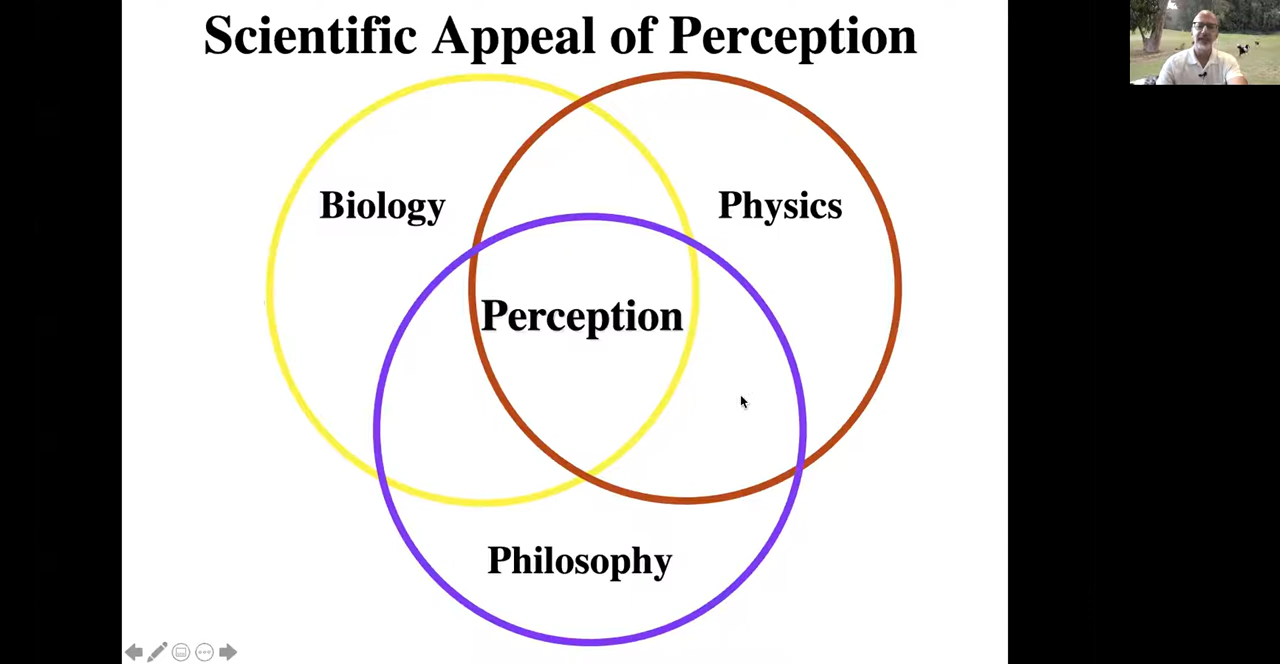 Scientific Appeal of Perception
Biology
Physics
Perception
Philosophy